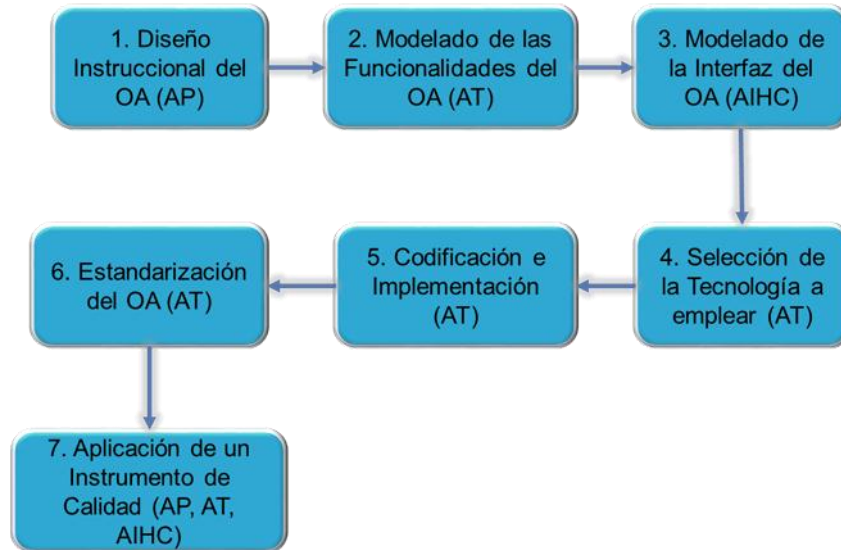 1. Diseño
Instruccional del
OA (AP)
2. Modelado de las
Funcionalidades del
OA (AT)
3. Modelado de
la Interfaz del
OA (AIHC)
4. Selección de
la Tecnología a
emplear (AT)
5. Codificación e
Implementación
(AT)
6. Estandarización
del OA (AT)
7. Aplicación de un
Instrumento de
Calidad (AP, AT,
AIHC)